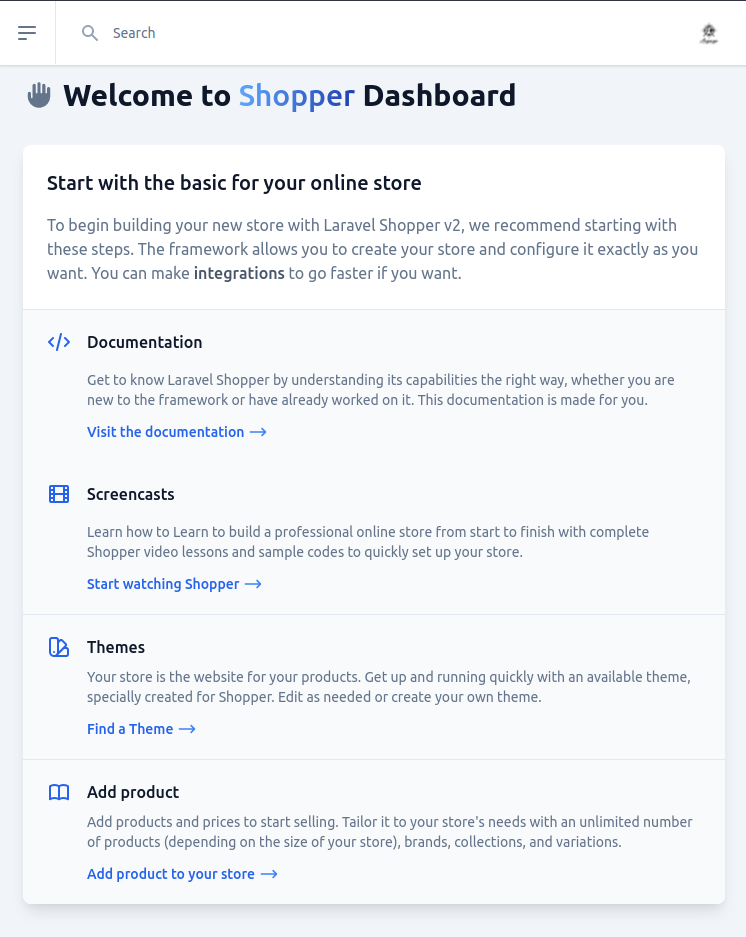 Search
Welcome to Shopper Dashboard
Start with the basic for your online store
To begin building your new store with Laravel Shopper v2, we recommend starting with
these steps. The framework allows you to create your store and configure it exactly as you
want. You can make integrations to go faster if you want.
Documentation
Get to know Laravel Shopper by understanding its capabilities the right way, whether you are
new to the framework or have already worked on it. This documentation is made for you.
Visit the documentation
Screencasts
Learn how to Learn to build a professional online store from start to finish with complete
Shopper video lessons and sample codes to quickly set up your store.
Start watching Shopper
Themes
Your store is the website for your products. Get up and running quickly with an available theme,
specially created for Shopper. Edit as needed or create your own theme.
Find a Theme
Add product
Add products and prices to start selling. Tailor it to your store's needs with an unlimited number
of products (depending on the size of your store), brands, collections, and variations.
Add product to your store